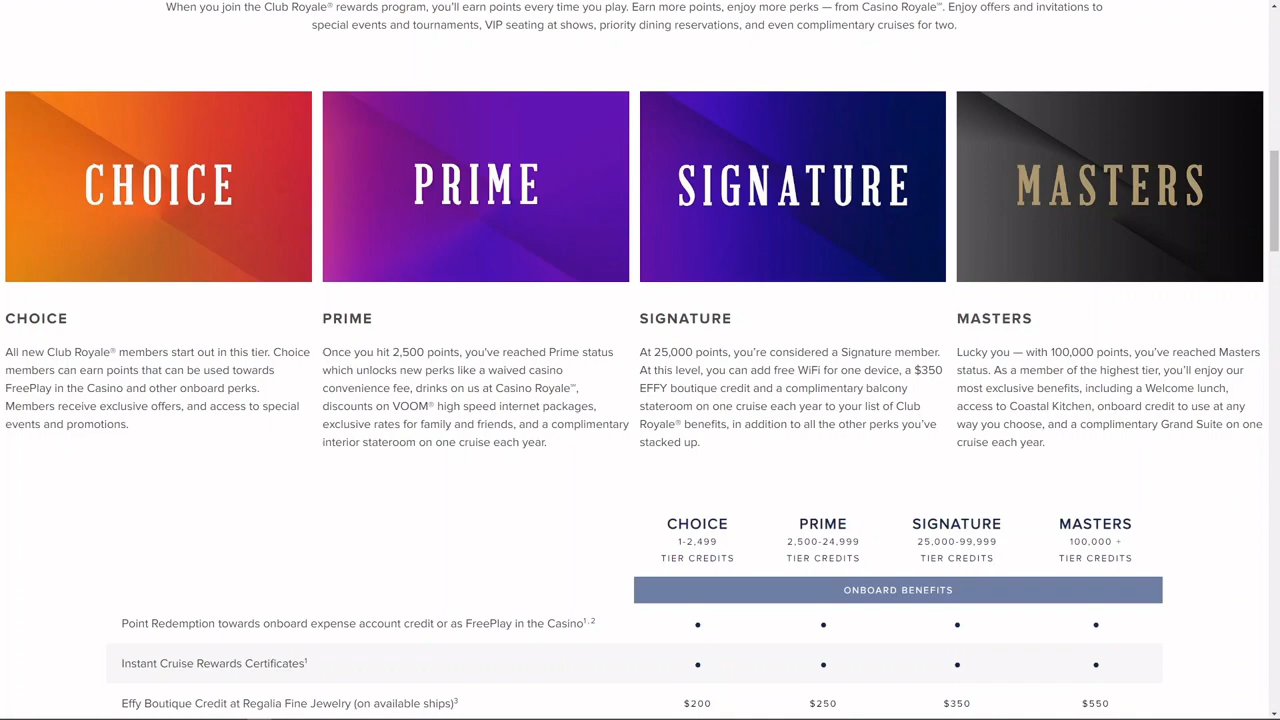 When you join the Club Royale® rewards program, you'll earn points every time you play. Earn more points, enjoy more perks — from Casino Royale℠. Enjoy offers and invitations to
special events and tournaments, VIP seating at shows, priority dining reservations, and even complimentary cruises for two.
CHOICE
PRIME
SIGNATURE
MASTERS
CHOICE
All new Club Royale® members start out in this tier. Choice
members can earn points that can be used towards
FreePlay in the Casino and other onboard perks.
Members receive exclusive offers, and access to special
events and promotions.
PRIME
Once you hit 2,500 points, you've reached Prime status
which unlocks new perks like a waived casino
convenience fee, drinks on us at Casino Royale℠,
discounts on VOOM® high speed internet packages,
exclusive rates for family and friends, and a complimentary
interior stateroom on one cruise each year.
SIGNATURE
At 25,000 points, you're considered a Signature member.
At this level, you can add free WiFi for one device, a $350
EFFY boutique credit and a complimentary balcony
stateroom on one cruise each year to your list of Club
Royale® benefits, in addition to all the other perks you've
stacked up.
MASTERS
Lucky you — with 100,000 points, you've reached Masters
status. As a member of the highest tier, you'll enjoy our
most exclusive benefits, including a Welcome lunch,
access to Coastal Kitchen, onboard credit to use at any
way you choose, and a complimentary Grand Suite on one
cruise each year.
CHOICE PRIME SIGNATURE MASTERS
1-2,499 2,500-24,999 25,000-99,999 100,000 +
TIER CREDITS TIER CREDITS TIER CREDITS TIER CREDITS
ONBOARD BENEFITS
Point Redemption towards onboard expense account credit or as FreePlay in the Casino1,2 • • • •
Instant Cruise Rewards Certificates1 • • • •
Effy Boutique Credit at Regalia Fine Jewelry (on available ships)3 $200 $250 $350 $550